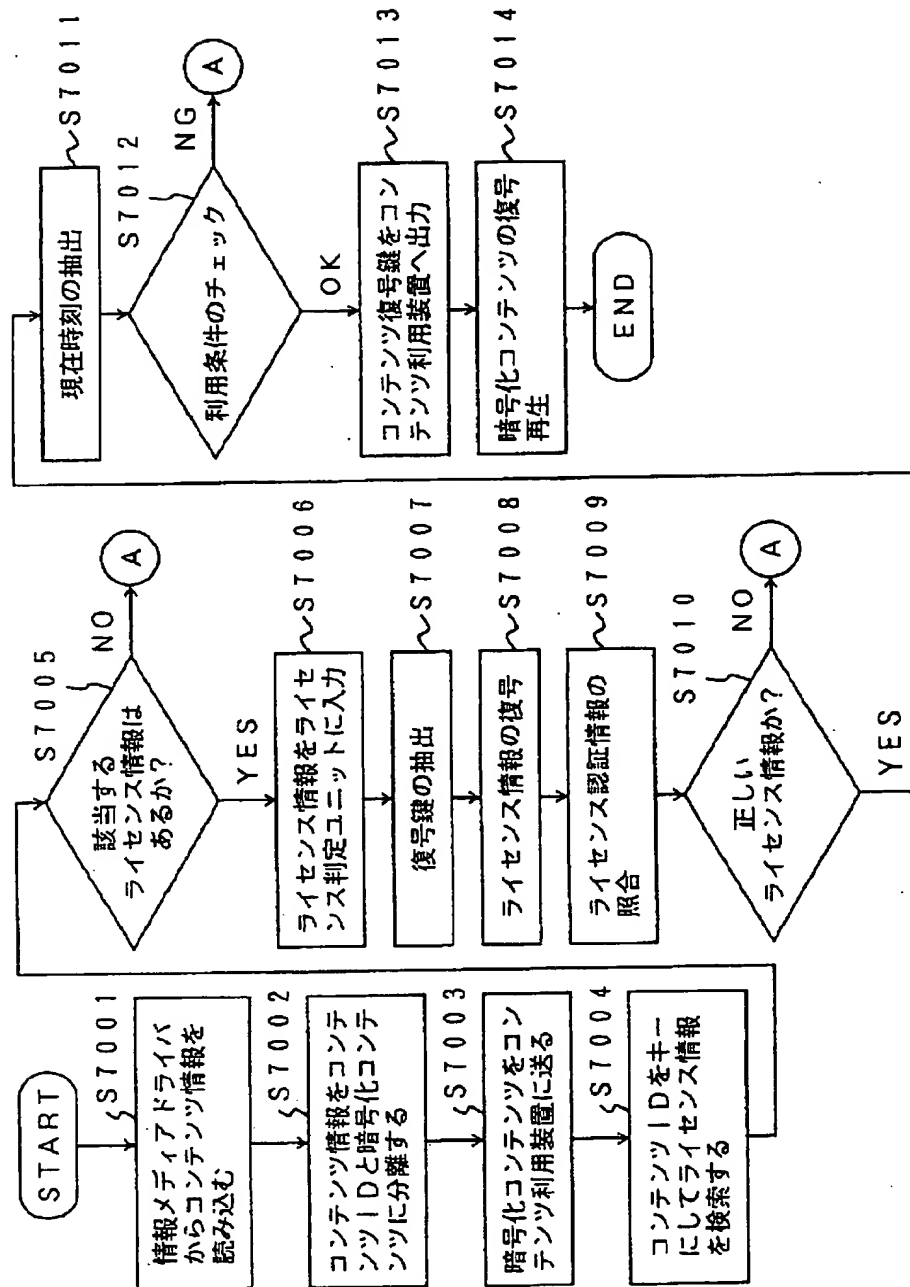 START
S7001
情報メディアドライバ
からコンテンツ情報を
読み込む
S7002
コンテンツ情報をコンテ
ンツIDと暗号化コンテ
ンツに分離する
S7003
暗号化コンテンツをコン
テンツ利用装置に送る
S7004
コンテンツIDをキー
にしてライセンス情報
を検索する
S7005
該当する
ライセンス情報は
あるか?
NO
A
YES
S7006
ライセンス情報をライセ
ンス判定ユニットに入力
S7007
復号鍵の抽出
S7008
ライセンス情報の復号
S7009
ライセンス認証情報の
照合
S7010
正しい
ライセンス情報か?
NO
A
YES
S7011
現在時刻の抽出
S7012
利用条件のチェック
NG
A
OK
S7013
コンテンツ復号鍵をコン
テンツ利用装置へ出力
S7014
暗号化コンテンツの復号
再生
END